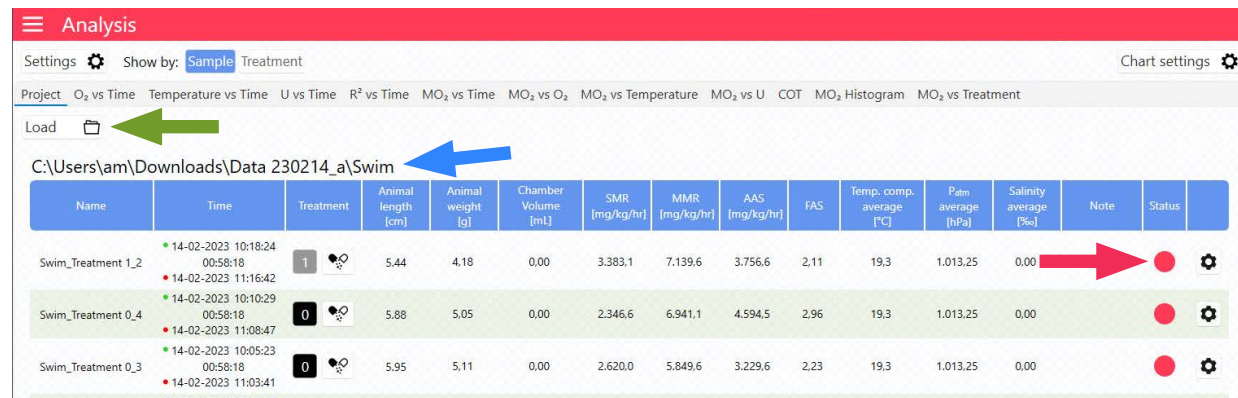 Analysis
Settings Show by: Sample Treatment Chart settings
Project O₂ vs Time Temperature vs Time U vs Time R² vs Time MO₂ vs Time MO₂ vs O₂ MO₂ vs Temperature MO₂ vs U COT MO₂ Histogram MO₂ vs Treatment
Load
C:\Users\am\Downloads\Data 230214_a\Swim
Name Time Treatment Animal length [cm] Animal weight [g] Chamber Volume [mL] SMR [mg/kg/hr] MMR [mg/kg/hr] AAS [mg/kg/hr] FAS Temp. comp. average [°C] Patm average [hPa] Salinity average [‰] Note Status
14-02-2023 10:18:24
Swim_Treatment 1_2 00:58:18 1 5.44 4,18 0,00 3.383,1 7.139,6 3.756,6 2,11 19,3 1.013,25 0,00
14-02-2023 11:16:42
14-02-2023 10:10:29
Swim_Treatment 0_4 00:58:18 0 5.88 5,05 0,00 2.346,6 6.941,1 4.594,5 2,96 19,3 1.013,25 0,00
14-02-2023 11:08:47
14-02-2023 10:05:23
Swim_Treatment 0_3 00:58:18 0 5.95 5,11 0,00 2.620,0 5.849,6 3.229,6 2,23 19,3 1.013,25 0,00
14-02-2023 11:03:41